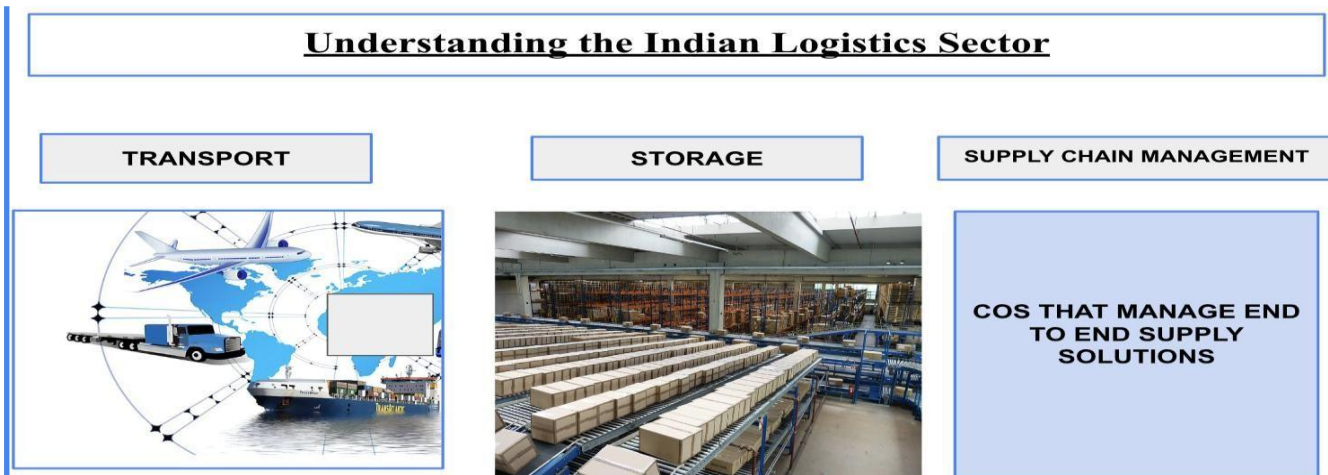 Understanding the Indian Logistics Sector
TRANSPORT
STORAGE
SUPPLY CHAIN MANAGEMENT
COS THAT MANAGE END
TO END SUPPLY
SOLUTIONS